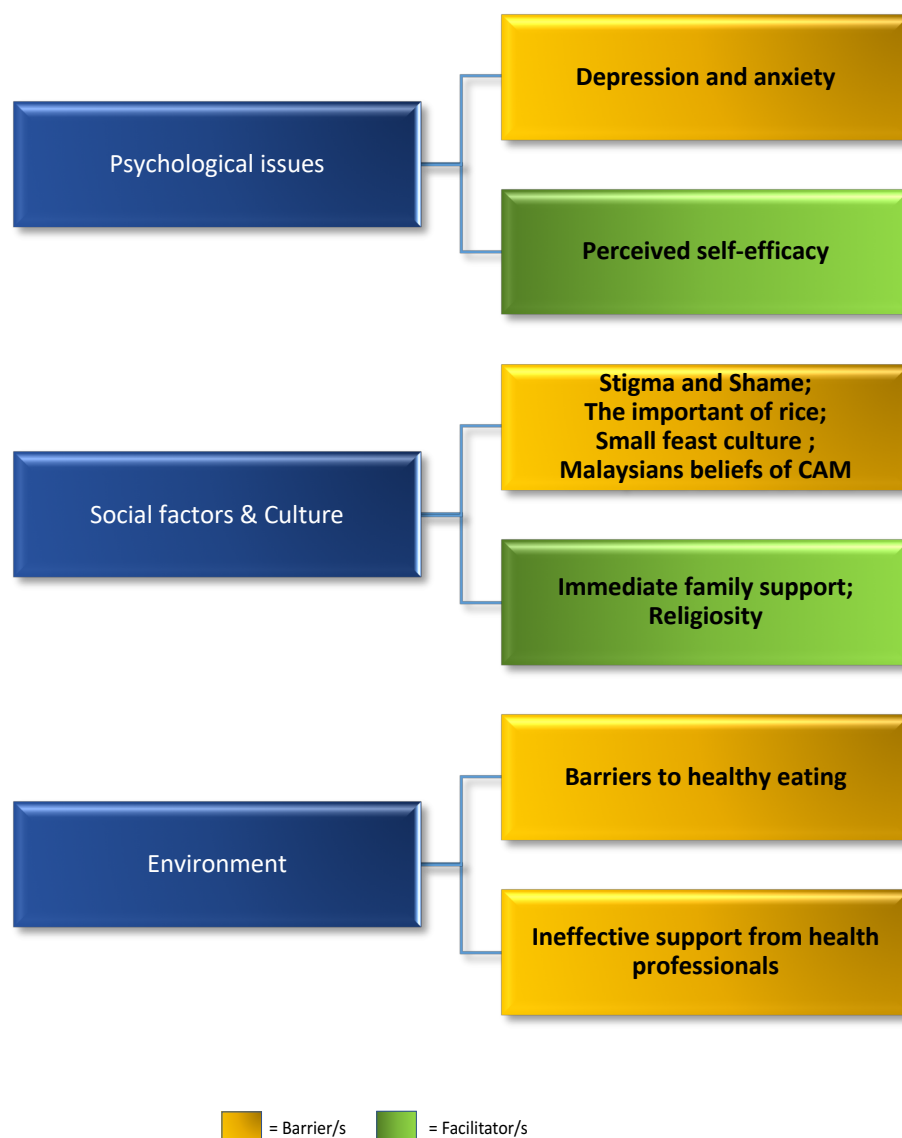 Psychological issues
Depression and anxiety
Perceived self-efficacy
Social factors & Culture
Stigma and Shame;
The important of rice;
Small feast culture ;
Malaysians beliefs of CAM
Immediate family support;
Religiosity
Environment
Barriers to healthy eating
Ineffective support from health
professionals
= Barrier/s
= Facilitator/s